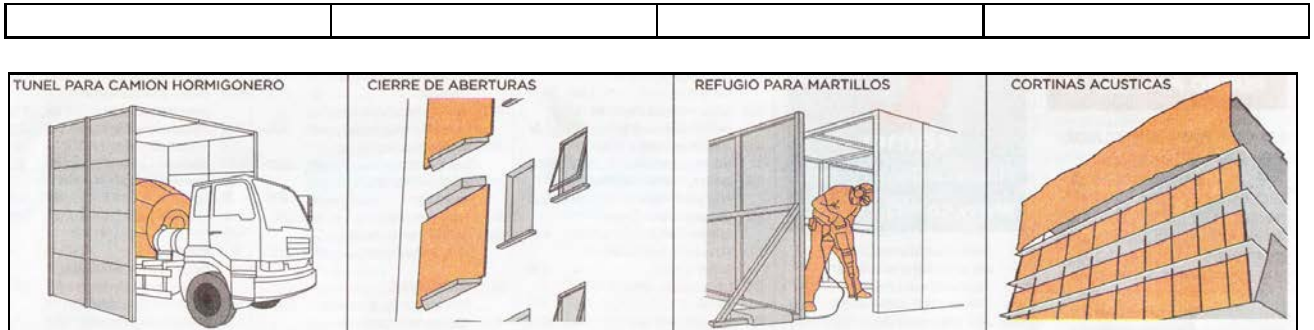 TUNEL PARA CAMION HORMIGONERO
CIERRE DE ABERTURAS
REFUGIO PARA MARTILLOS
CORTINAS ACUSTICAS